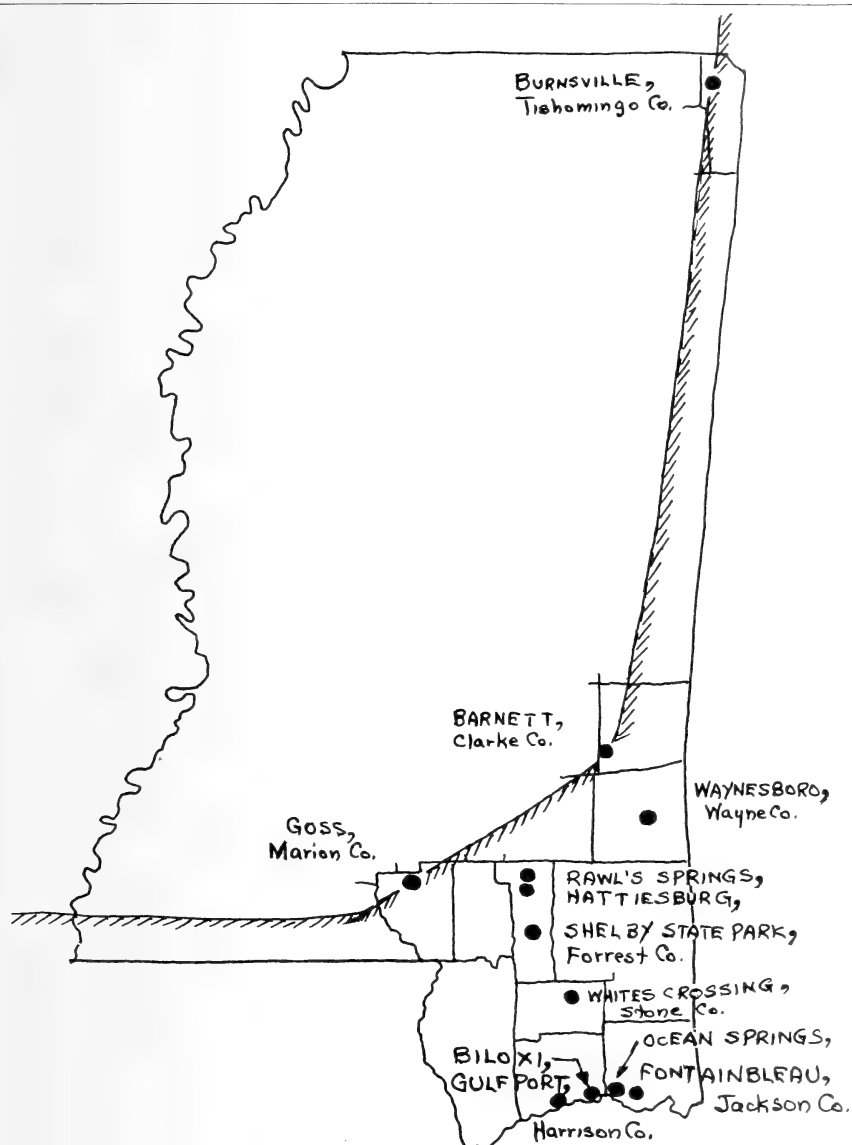 BURNSVILLE,
Tishomingo Co.
BARNETT,
Clarke Co.
WAYNESBORO,
Wayne Co.
GOSS,
Marion Co.
RAWL'S SPRINGS,
HATTIESBURG,
SHELBY STATE PARK,
Forrest Co.
WHITES CROSSING,
Stone Co.
OCEAN SPRINGS,
BILOXI,
GULFPORT,
FONTAINBLEAU,
Jackson Co.
Harrison Co.